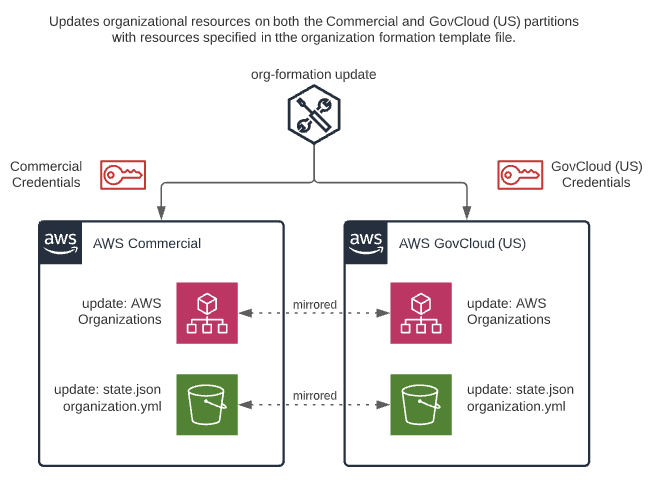 Updates organizational resources on both the Commercial and GovCloud (US) partitions
with resources specified in tthe organization formation template file.
org-formation update
Commercial
Credentials
GovCloud (US)
Credentials
aws
AWS Commercial
aws
AWS GovCloud (US)
update: AWS
Organizations
mirrored
update: AWS
Organizations
update: state.json
organization.yml
mirrored
update: state.json
organization.yml